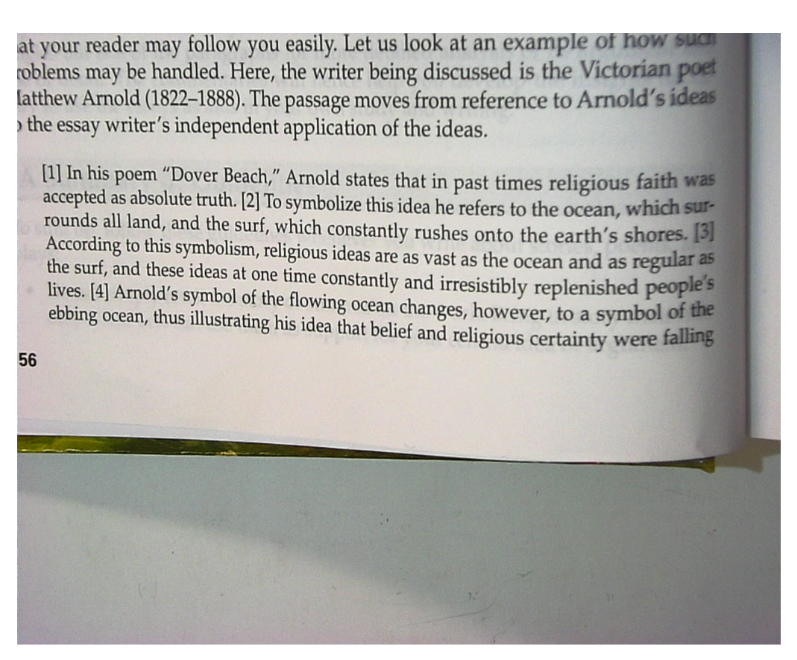 at your reader may follow you easily. Let us look at an example of how such
roblems may be handled. Here, the writer being discussed is the Victorian poet
latthew Arnold (1822–1888). The passage moves from reference to Arnold's ideas
the essay writer's independent application of the ideas.
[1] In his poem “Dover Beach,” Arnold states that in past times religious faith was
accepted as absolute truth. [2] To symbolize this idea he refers to the ocean, which sur-
rounds all land, and the surf, which constantly rushes onto the earth's shores. [3]
According to this symbolism, religious ideas are as vast as the ocean and as regular as
the surf, and these ideas at one time constantly and irresistibly replenished people's
lives. [4] Arnold's symbol of the flowing ocean changes, however, to a symbol of the
ebbing ocean, thus illustrating his idea that belief and religious certainty were falling
56